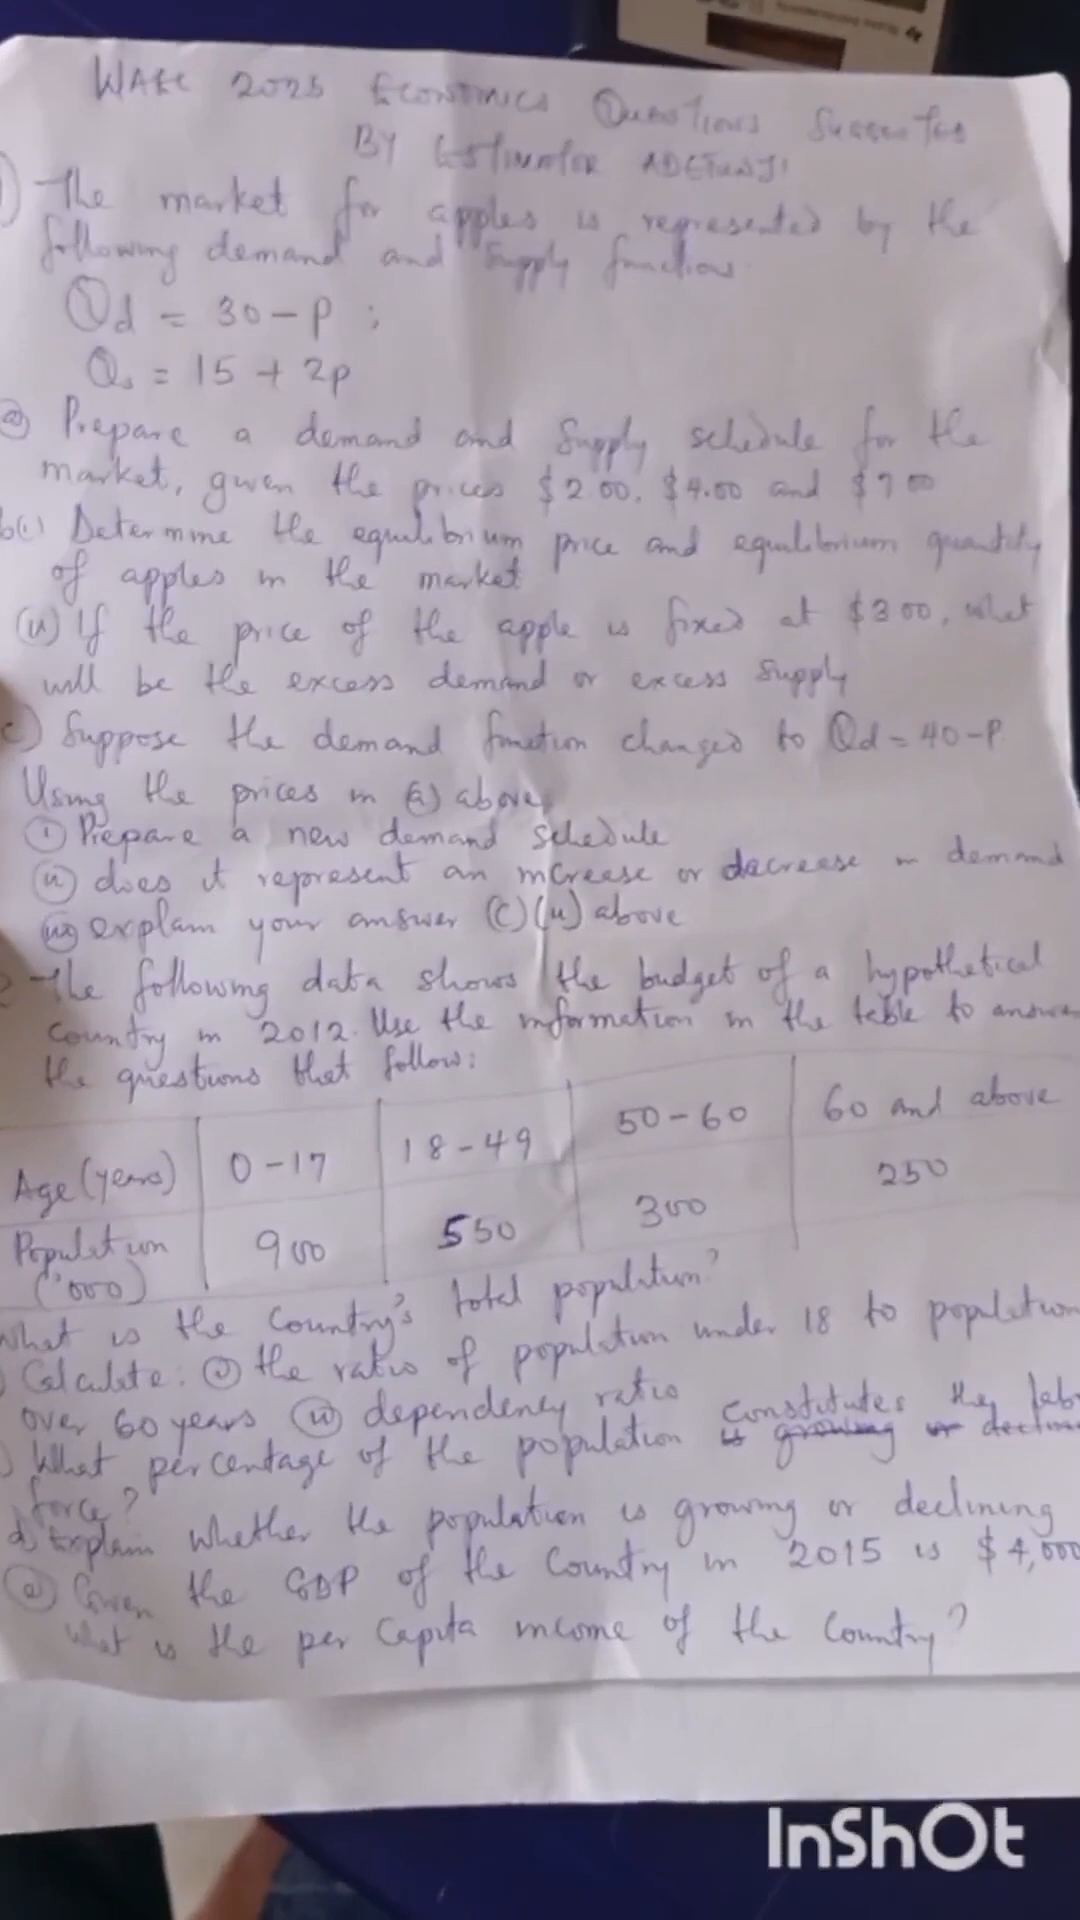 WAEC 2025 Economics Questions
BY Estimator ADETUNJI
1) The market for apples is represented by the
following demand and supply functions
Qd = 30 - P ;
Qs = 15 + 2p
a) Prepare a demand and supply schedule for the
market, given the prices $2.00, $4.00 and $7.00
b(i) Determine the equilibrium price and equilibrium quantity
of apples in the market
(ii) If the price of the apple is fixed at $3.00, what
will be the excess demand or excess supply
c) Suppose the demand function changed to Qd = 40 - P
Using the prices in (a) above,
(i) Prepare a new demand schedule
(ii) does it represent an increase or decrease in demand
(iii) explain your answer (C)(ii) above
2 The following data shows the budget of a hypothetical
country in 2012. Use the information in the table to answer
the questions that follow:
Age (years) 0-17 18-49 50-60 60 and above
Population ('000) 900 550 300 250
What is the Country's total population?
) Calculate: (i) the ratio of population under 18 to population
over 60 years (ii) dependency ratio
) What percentage of the population constitutes the
force?
d) Explain whether the population is growing or declining
(e) Given the GDP of the Country in 2015 is $4,000
What is the per Capita income of the Country?
InShOt